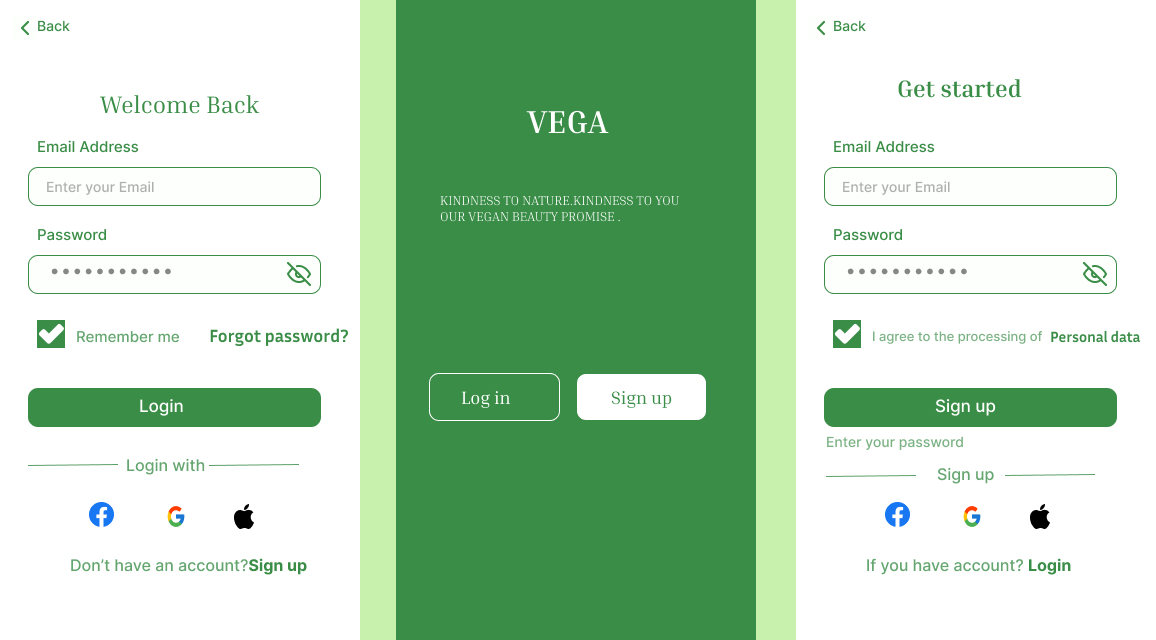 Back
Welcome Back
Email Address
Enter your Email
Password
Remember me
Forgot password?
Login
Login with
Don’t have an account?Sign up
VEGA
KINDNESS TO NATURE.KINDNESS TO YOU
OUR VEGAN BEAUTY PROMISE .
Log in
Sign up
Back
Get started
Email Address
Enter your Email
Password
I agree to the processing of Personal data
Sign up
Enter your password
Sign up
If you have account? Login